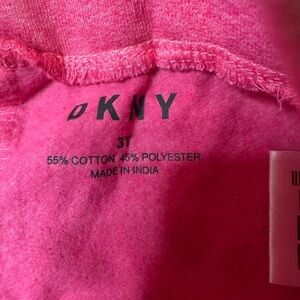 DKNY
3T
55% COTTON 45% POLYESTER
MADE IN INDIA